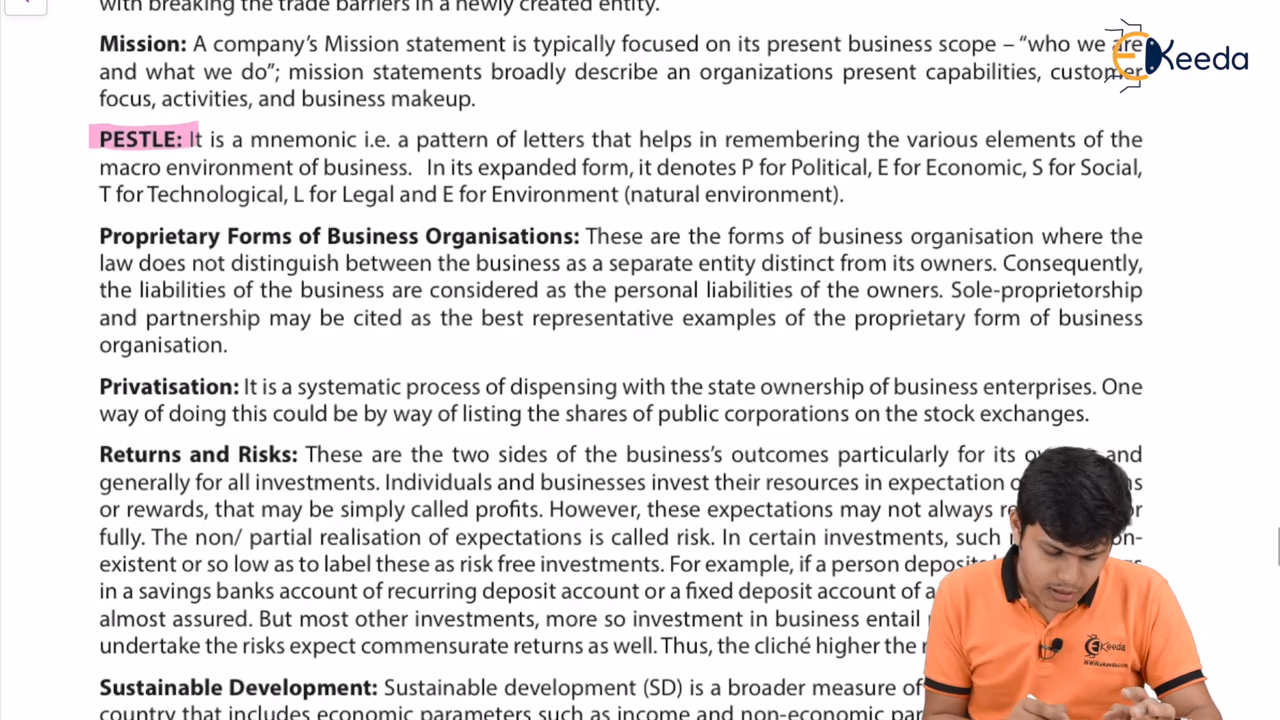 with breaking the trade barriers in a newly created entity.
Mission: A company's Mission statement is typically focused on its present business scope – "who we are
and what we do"; mission statements broadly describe an organizations present capabilities, customer
focus, activities, and business makeup.
Keeda
PESTLE: It is a mnemonic i.e. a pattern of letters that helps in remembering the various elements of the
macro environment of business. In its expanded form, it denotes P for Political, E for Economic, S for Social,
T for Technological, L for Legal and E for Environment (natural environment).
Proprietary Forms of Business Organisations: These are the forms of business organisation where the
law does not distinguish between the business as a separate entity distinct from its owners. Consequently,
the liabilities of the business are considered as the personal liabilities of the owners. Sole-proprietorship
and partnership may be cited as the best representative examples of the proprietary form of business
organisation.
Privatisation: It is a systematic process of dispensing with the state ownership of business enterprises. One
way of doing this could be by way of listing the shares of public corporations on the stock exchanges.
Returns and Risks: These are the two sides of the business's outcomes particularly for its and
generally for all investments. Individuals and businesses invest their resources in expectation
or rewards, that may be simply called profits. However, these expectations may not always
fully. The non/ partial realisation of expectations is called risk. In certain investments, such
existent or so low as to label these as risk free investments. For example, if a person deposits
in a savings banks account of recurring deposit account or a fixed deposit account of a
almost assured. But most other investments, more so investment in business entail
undertake the risks expect commensurate returns as well. Thus, the cliché higher the
Sustainable Development: Sustainable development (SD) is a broader measure of
country that includes economic parameters such as income and non-economic
Keeda
www.ekeeda.com